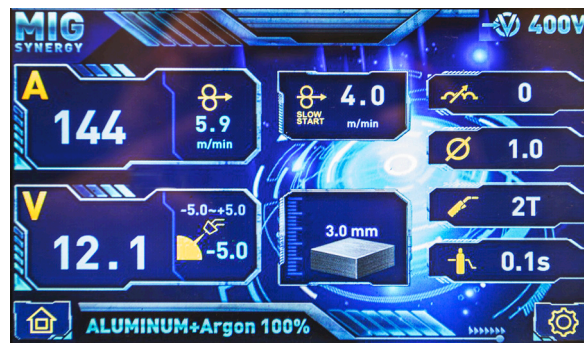 MIG
SYNERGY
400V
A
144
5.9
m/min
SLOW
START
4.0
m/min
0
1.0
V
12.1
-5.0~+5.0
-5.0
3.0 mm
2T
0.1s
ALUMINUM+Argon 100%